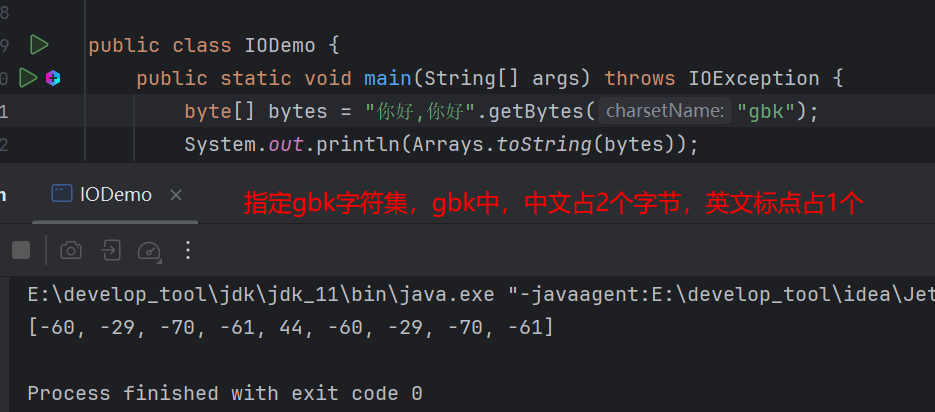 8
9 public class IODemo {
0 public static void main(String[] args) throws IOException {
1 byte[] bytes = "你好,你好".getBytes( charsetName: "gbk");
2 System.out.println(Arrays.toString(bytes));
n IODemo ×
指定gbk字符集，gbk中，中文占2个字节，英文标点占1个
E:\develop_tool\jdk\jdk_11\bin\java.exe "-javaagent:E:\develop_tool\idea\Jet
[-60, -29, -70, -61, 44, -60, -29, -70, -61]
Process finished with exit code 0